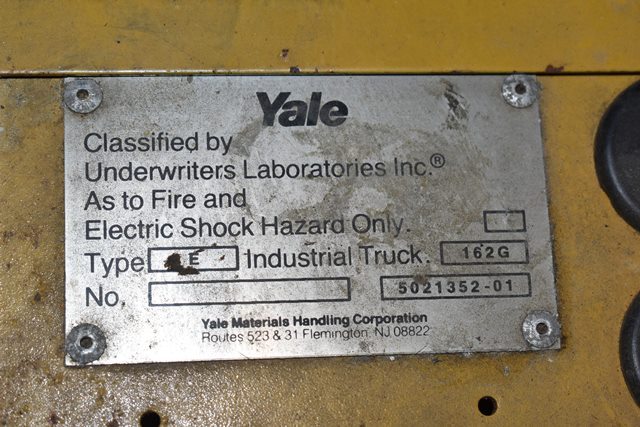 Yale
Classified by
Underwriters Laboratories Inc.®
As to Fire and
Electric Shock Hazard Only.
Type E Industrial Truck. 162G
No. 5021352-01
Yale Materials Handling Corporation
Routes 523 & 31 Flemington, NJ 08822